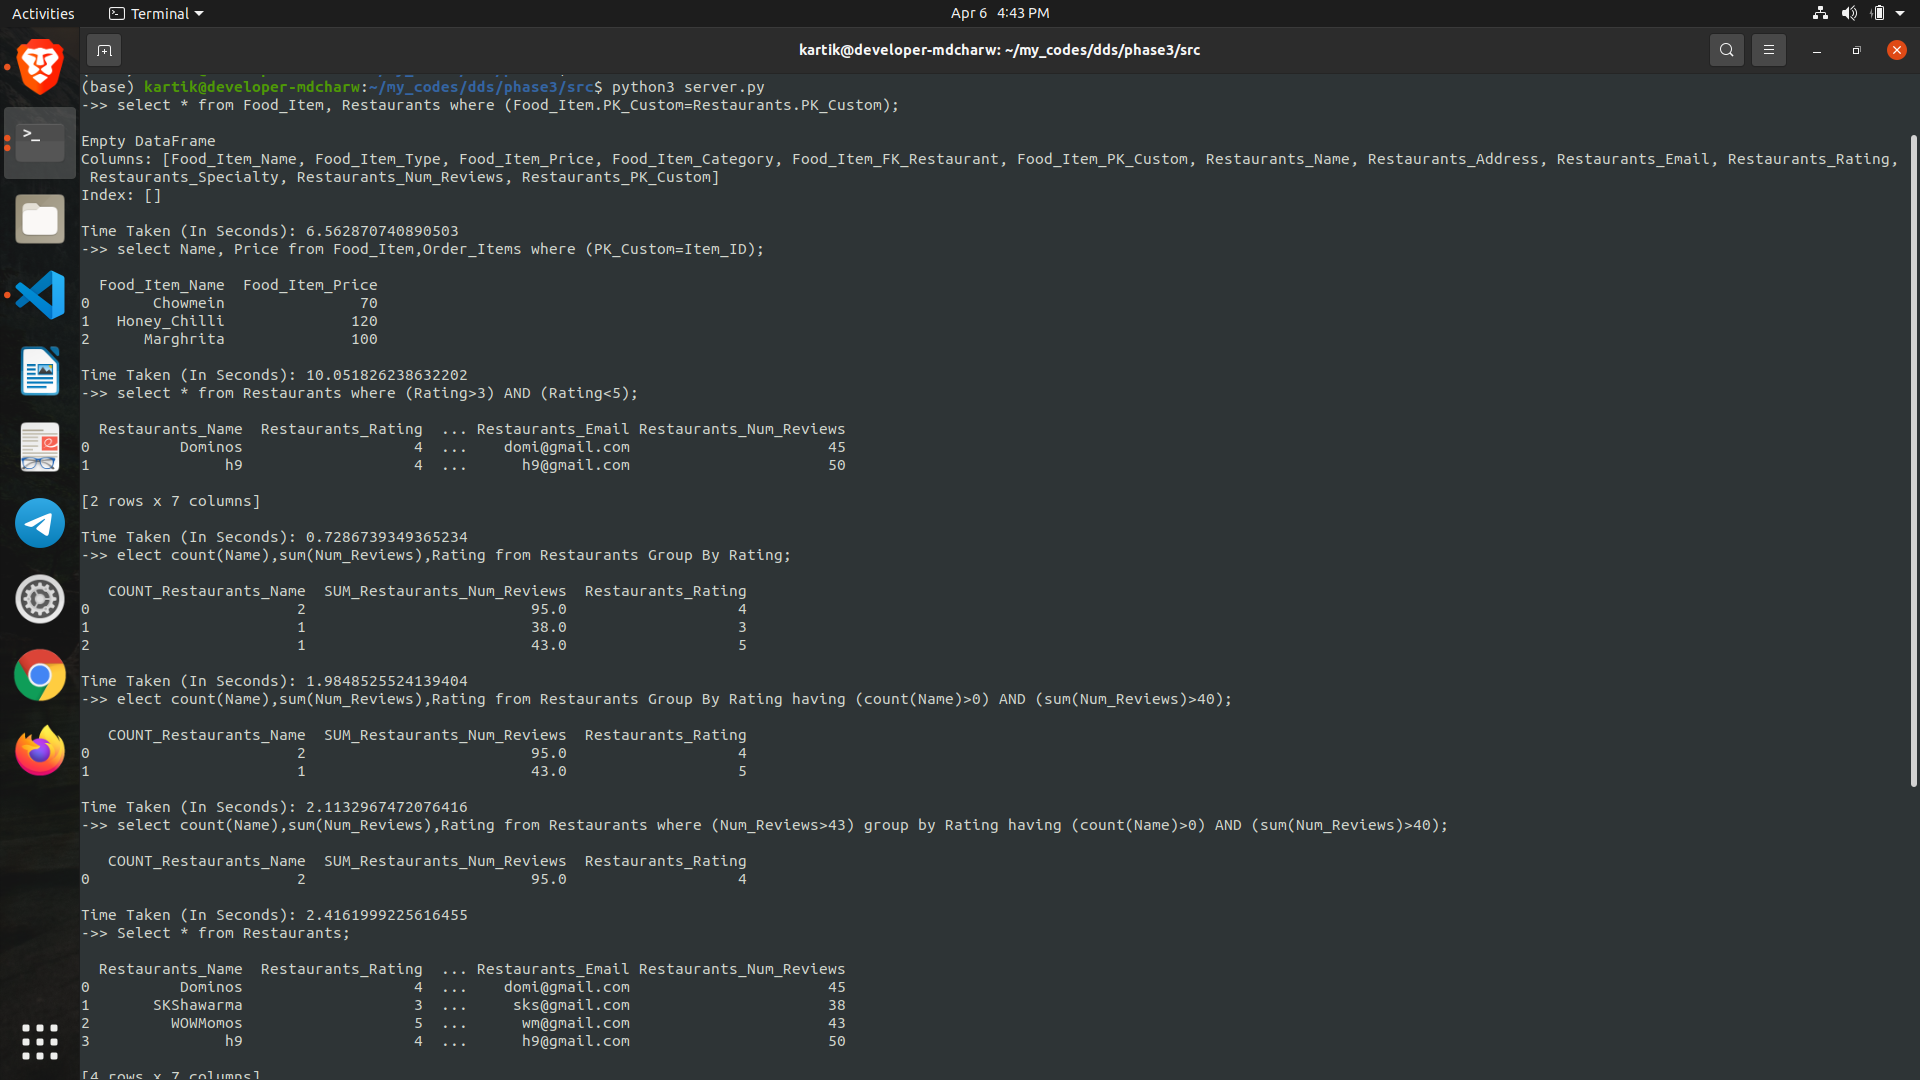 Activities Terminal Apr 6 4:43 PM
kartik@developer-mdcharw: ~/my_codes/dds/phase3/src
(base) kartik@developer-mdcharw:~/my_codes/dds/phase3/src$ python3 server.py
->> select * from Food_Item, Restaurants where (Food_Item.PK_Custom=Restaurants.PK_Custom);
Empty DataFrame
Columns: [Food_Item_Name, Food_Item_Type, Food_Item_Price, Food_Item_Category, Food_Item_FK_Restaurant, Food_Item_PK_Custom, Restaurants_Name, Restaurants_Address, Restaurants_Email, Restaurants_Rating,
Restaurants_Specialty, Restaurants_Num_Reviews, Restaurants_PK_Custom]
Index: []
Time Taken (In Seconds): 6.562870740890503
->> select Name, Price from Food_Item,Order_Items where (PK_Custom=Item_ID);
Food_Item_Name Food_Item_Price
0 Chowmein 70
1 Honey_Chilli 120
2 Marghrita 100
Time Taken (In Seconds): 10.051826238632202
->> select * from Restaurants where (Rating>3) AND (Rating<5);
Restaurants_Name Restaurants_Rating ... Restaurants_Email Restaurants_Num_Reviews
0 Dominos 4 ... domi@gmail.com 45
1 h9 4 ... h9@gmail.com 50
[2 rows x 7 columns]
Time Taken (In Seconds): 0.7286739349365234
->> elect count(Name),sum(Num_Reviews),Rating from Restaurants Group By Rating;
COUNT_Restaurants_Name SUM_Restaurants_Num_Reviews Restaurants_Rating
0 2 95.0 4
1 1 38.0 3
2 1 43.0 5
Time Taken (In Seconds): 1.9848525524139404
->> elect count(Name),sum(Num_Reviews),Rating from Restaurants Group By Rating having (count(Name)>0) AND (sum(Num_Reviews)>40);
COUNT_Restaurants_Name SUM_Restaurants_Num_Reviews Restaurants_Rating
0 2 95.0 4
1 1 43.0 5
Time Taken (In Seconds): 2.1132967472076416
->> select count(Name),sum(Num_Reviews),Rating from Restaurants where (Num_Reviews>43) group by Rating having (count(Name)>0) AND (sum(Num_Reviews)>40);
COUNT_Restaurants_Name SUM_Restaurants_Num_Reviews Restaurants_Rating
0 2 95.0 4
Time Taken (In Seconds): 2.4161999225616455
->> Select * from Restaurants;
Restaurants_Name Restaurants_Rating ... Restaurants_Email Restaurants_Num_Reviews
0 Dominos 4 ... domi@gmail.com 45
1 SKShawarma 3 ... sks@gmail.com 38
2 WOWMomos 5 ... wm@gmail.com 43
3 h9 4 ... h9@gmail.com 50
[4 rows x 7 columns]